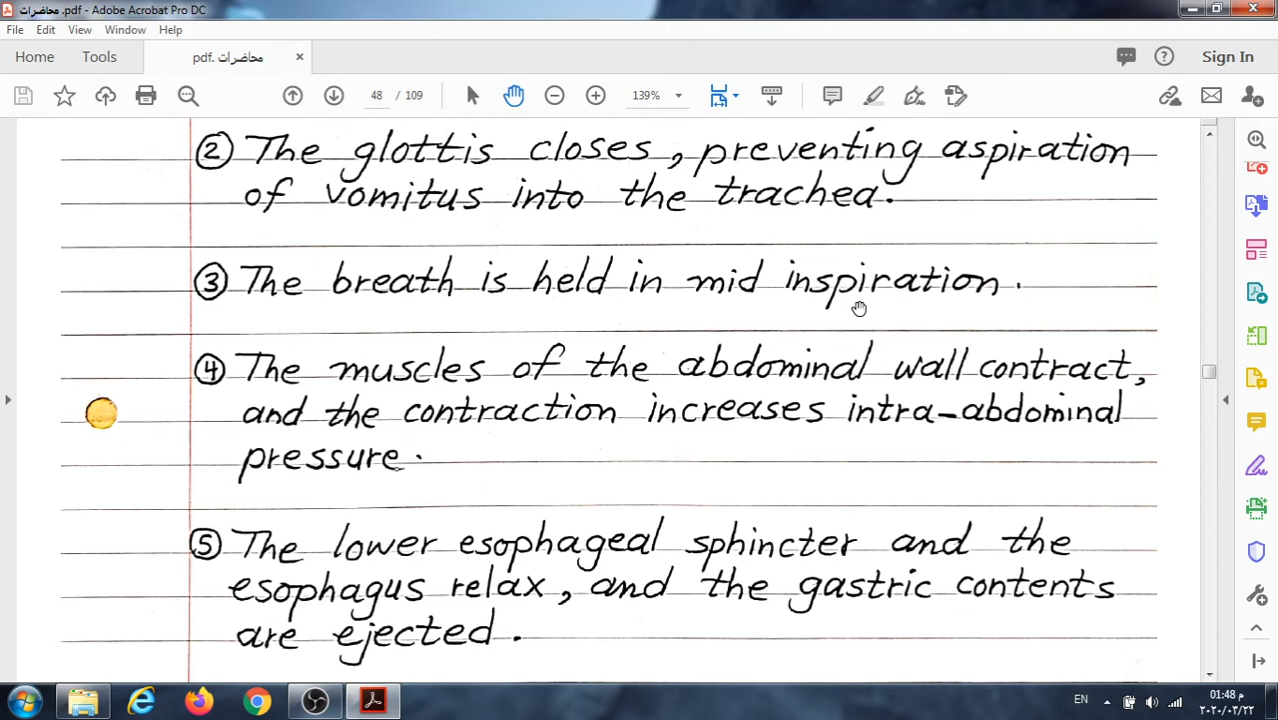 محاضرات .pdf - Adobe Acrobat Pro DC
File Edit View Window Help
Home Tools محاضرات .pdf × Sign In
48 / 109 139%
② The glottis closes, preventing aspiration
of vomitus into the trachea.
③ The breath is held in mid inspiration.
④ The muscles of the abdominal wall contract,
and the contraction increases intra-abdominal
pressure.
⑤ The lower esophageal sphincter and the
esophagus relax, and the gastric contents
are ejected.
EN 01:48 م
٢٠٢٠/٠٣/٢٢